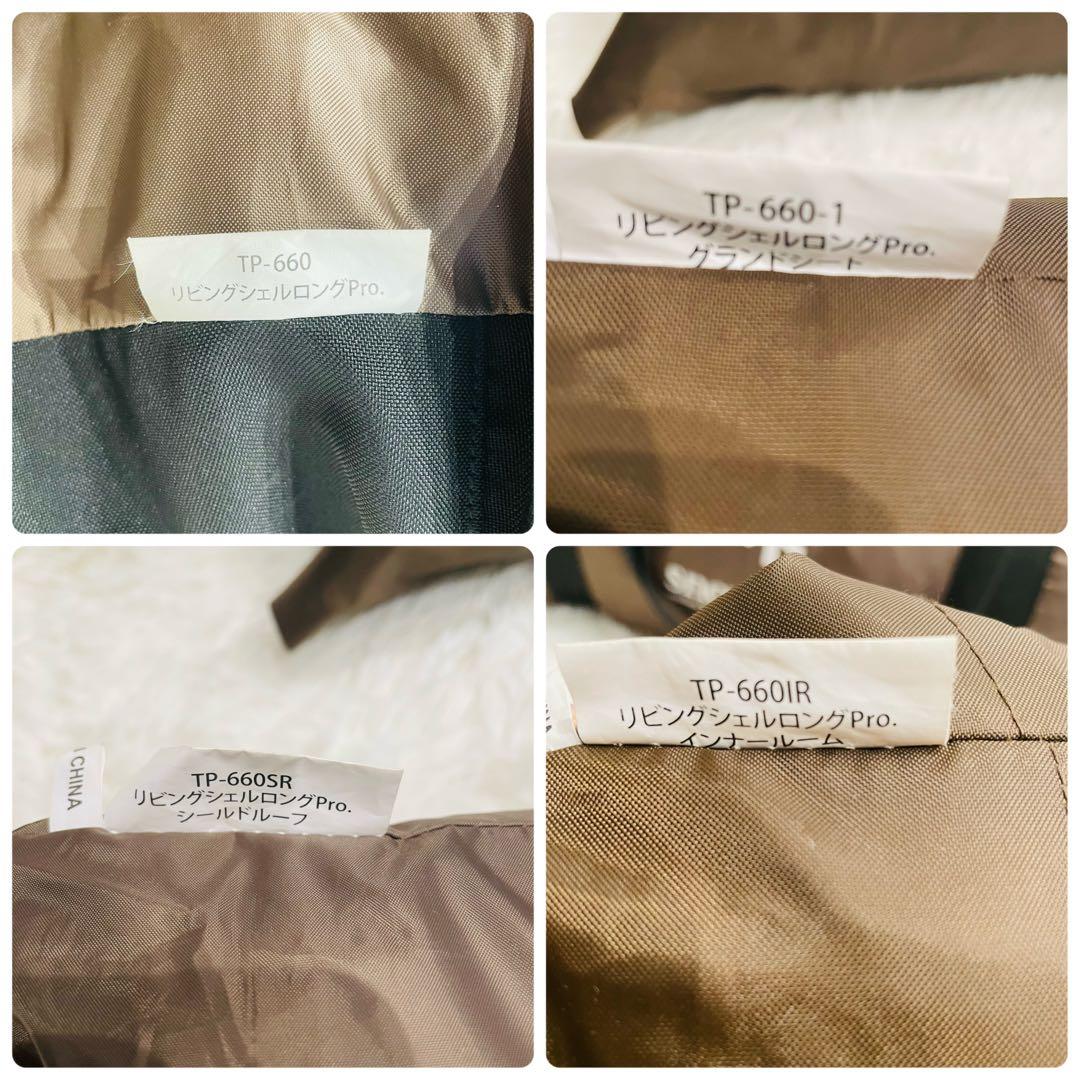 TP-660
リビングシェルロングPro.
TP-660-1
リビングシェルロングPro.
グランドシート
CHINA
TP-660SR
リビングシェルロングPro.
シールドルーフ
TP-660IR
リビングシェルロングPro.
インナールーム